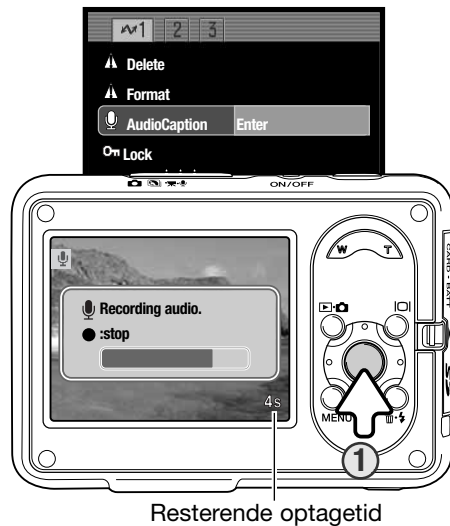 1 2 3
Delete
Format
AudioCaption Enter
Lock
ON/OFF
W T
CARD • BATT
Recording audio.
:stop
4s
MENU
1
Resterende optagetid